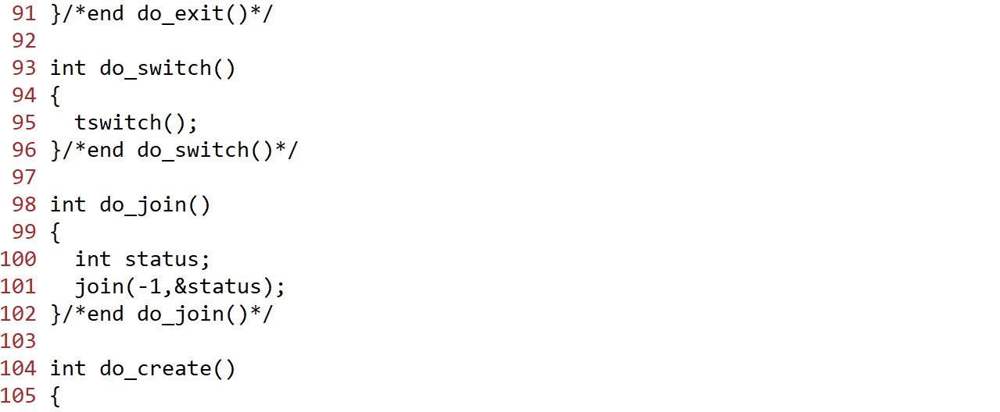 91 }/*end do_exit()*/
92
93 int do_switch()
94 {
95   tswitch();
96 }/*end do_switch()*/
97
98 int do_join()
99 {
100   int status;
101   join(-1,&status);
102 }/*end do_join()*/
103
104 int do_create()
105 {